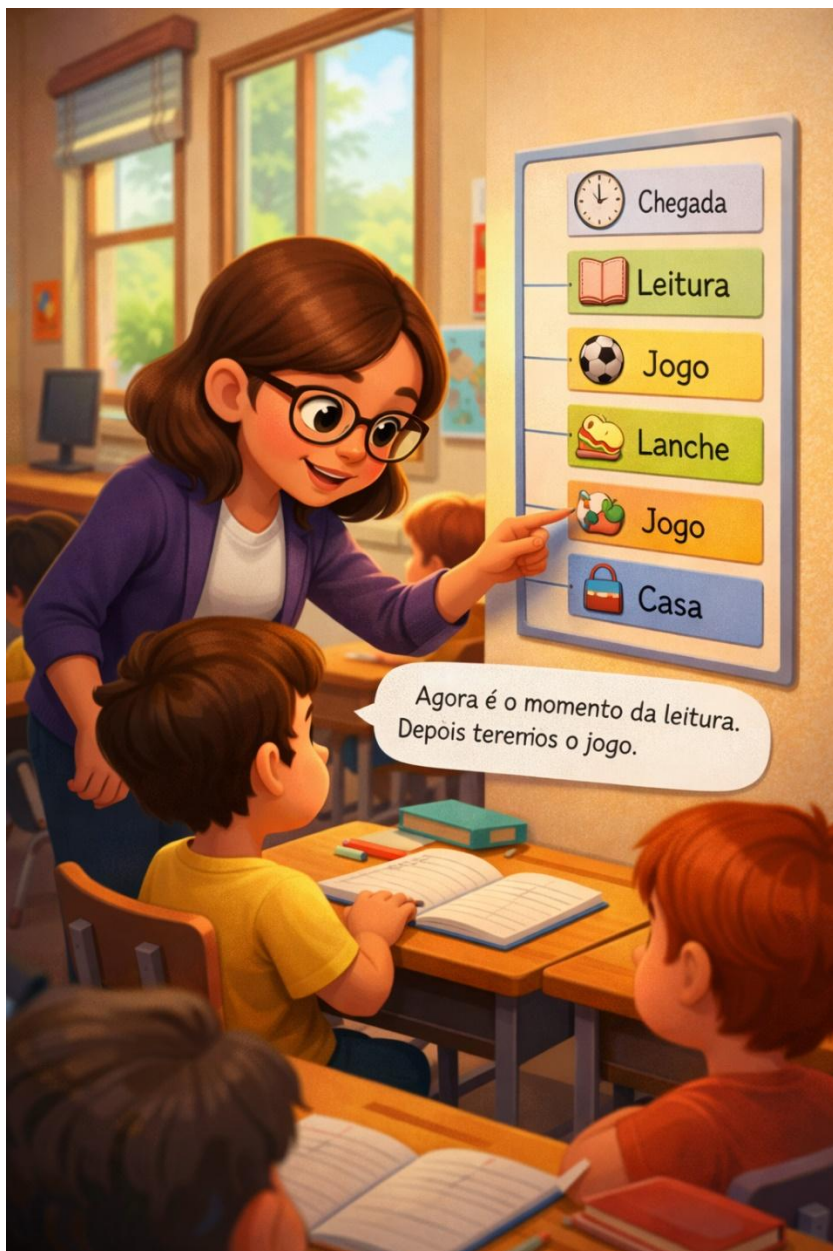 Chegada
Leitura
Jogo
Lanche
Jogo
Casa
Agora é o momento da leitura.
Depois teremos o jogo.